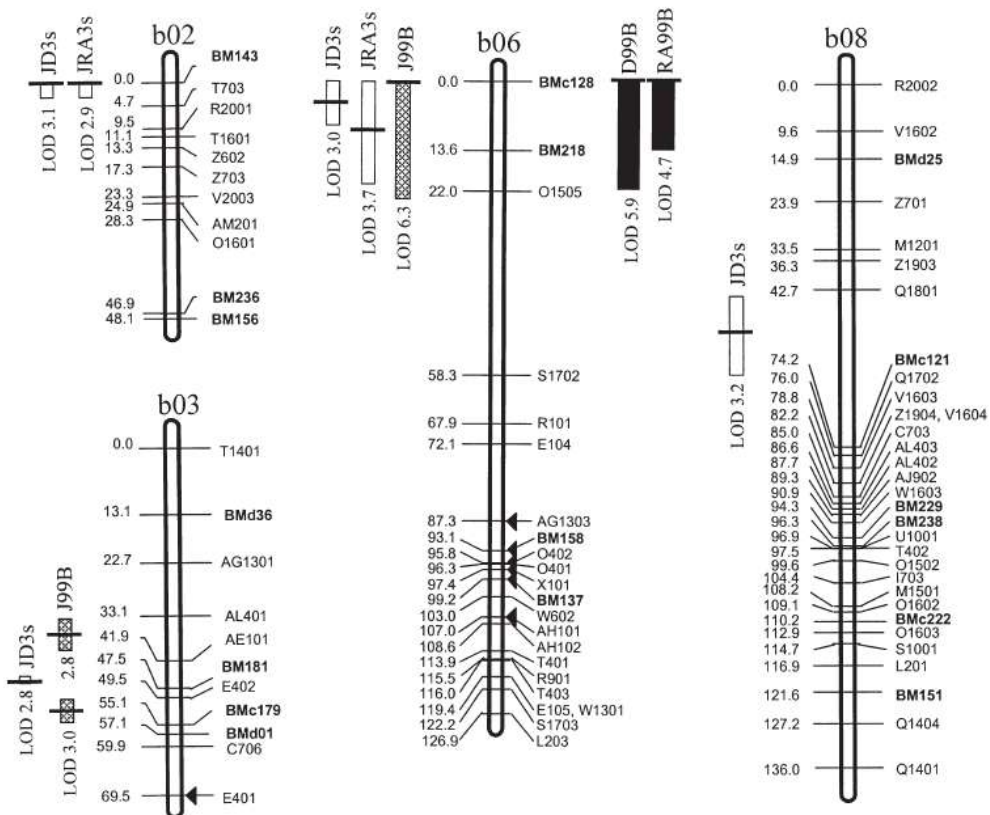 b02
JD3s
JRA3s
LOD 3.1
LOD 2.9
0.0
4.7
9.5
11.1
13.3
17.3
23.3
24.9
28.3
46.9
48.1
BM143
T703
R2001
T1601
Z602
Z703
V2003
AM201
O1601
BM236
BM156
b03
J99B
JD3s
2.8
LOD 2.8
LOD 3.0
0.0
13.1
22.7
33.1
41.9
47.5
49.5
55.1
57.1
59.9
69.5
T1401
BMd36
AG1301
AL401
AE101
BM181
E402
BMc179
BMd01
C706
E401
b06
JD3s
JRA3s
J99B
LOD 3.0
LOD 3.7
LOD 6.3
D99B
RA99B
LOD 5.9
LOD 4.7
0.0
13.6
22.0
58.3
67.9
72.1
87.3
93.1
95.8
96.3
97.4
99.2
103.0
107.0
108.6
113.9
115.5
116.0
119.4
122.2
126.9
BMc128
BM218
O1505
S1702
R101
E104
AG1303
BM158
O402
O401
X101
BM137
W602
AH101
AH102
T401
R901
T403
E105, W1301
S1703
L203
b08
JD3s
LOD 3.2
0.0
9.6
14.9
23.9
33.5
36.3
42.7
74.2
76.0
78.8
82.2
85.0
86.6
87.7
89.3
90.9
94.3
96.3
96.9
97.5
99.6
104.4
108.2
109.1
110.2
112.9
114.7
116.9
121.6
127.2
136.0
R2002
V1602
BMd25
Z701
M1201
Z1903
Q1801
BMc121
Q1702
V1603
Z1904, V1604
C703
AL403
AL402
AJ902
W1603
BM229
BM238
U1001
T402
O1502
I703
M1501
O1602
BMc222
O1603
S1001
L201
BM151
Q1404
Q1401